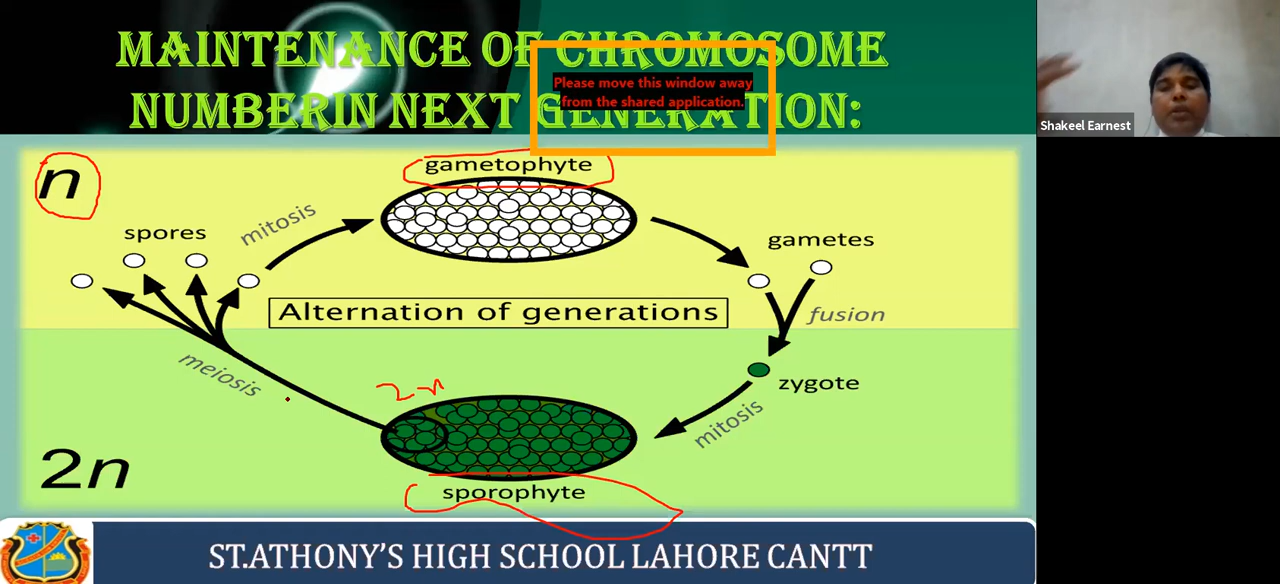 MAINTENANCE OF CHROMOSOME
NUMBERIN NEXT GENERATION:
Please move this window away
from the shared application.
Shakeel Earnest
n
gametophyte
mitosis
spores
gametes
Alternation of generations
fusion
meiosis
2-n
zygote
mitosis
2n
sporophyte
ST.ATHONY'S HIGH SCHOOL LAHORE CANTT